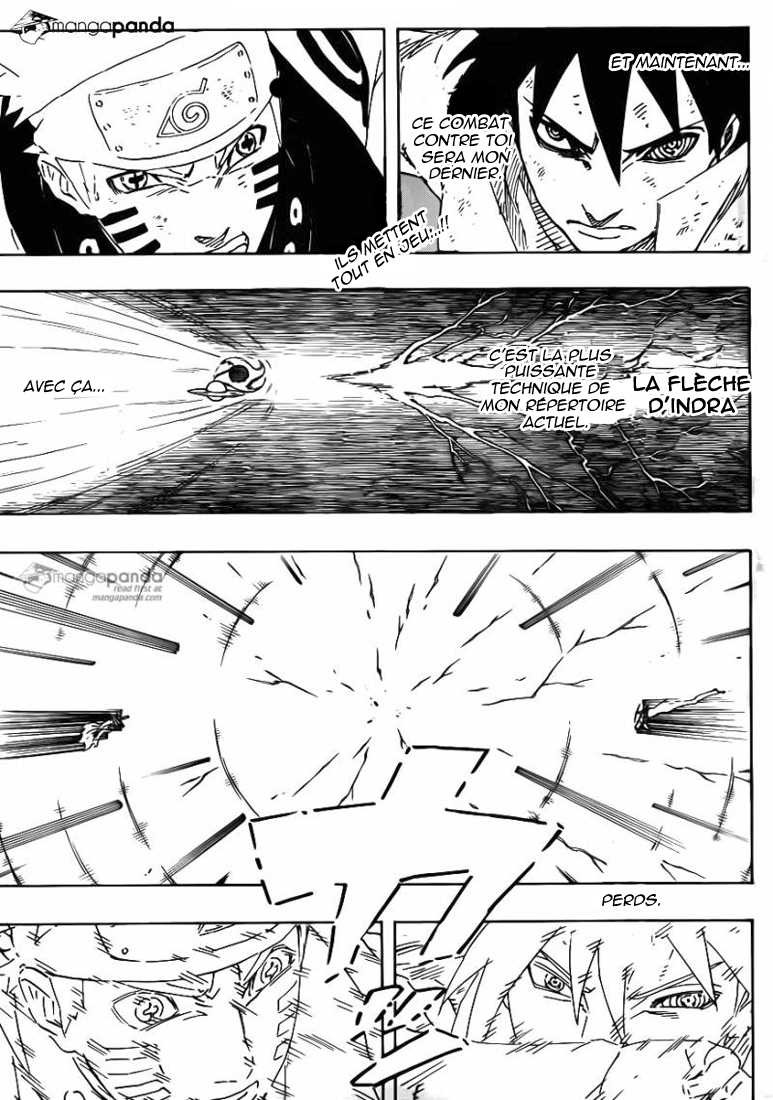 mangapanda
ET MAINTENANT...
CE COMBAT
CONTRE TOI
SERA MON
DERNIER.
ILS METTENT
TOUT EN JEU...!!
LA FLÈCHE
D'INDRA
C'EST LA PLUS
PUISSANTE
TECHNIQUE DE
MON RÉPERTOIRE
ACTUEL.
AVEC ÇA...
mangapanda
read first at
mangapanda.com
PERDS.